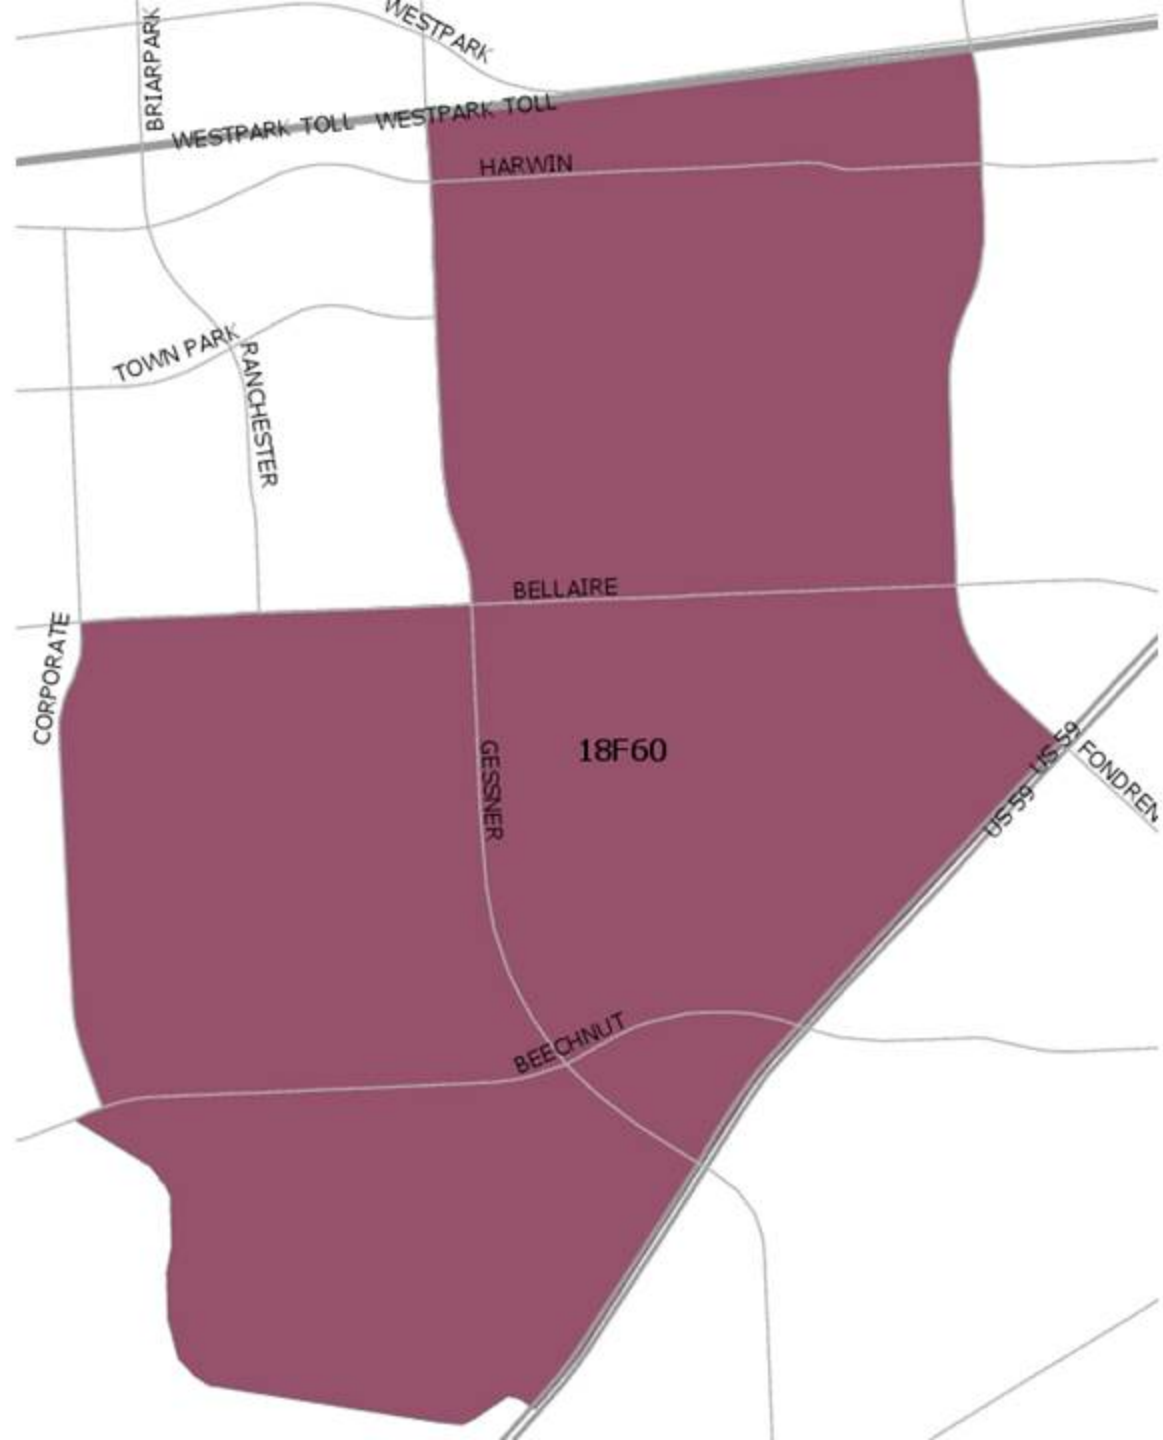 WESTPARK
BRIARPARK
WESTPARK TOLL
WESTPARK TOLL
HARWIN
TOWN PARK
RANCHESTER
BELLAIRE
CORPORATE
18F60
GESSNER
US 59
FONDREN
US 59
BEECHNUT